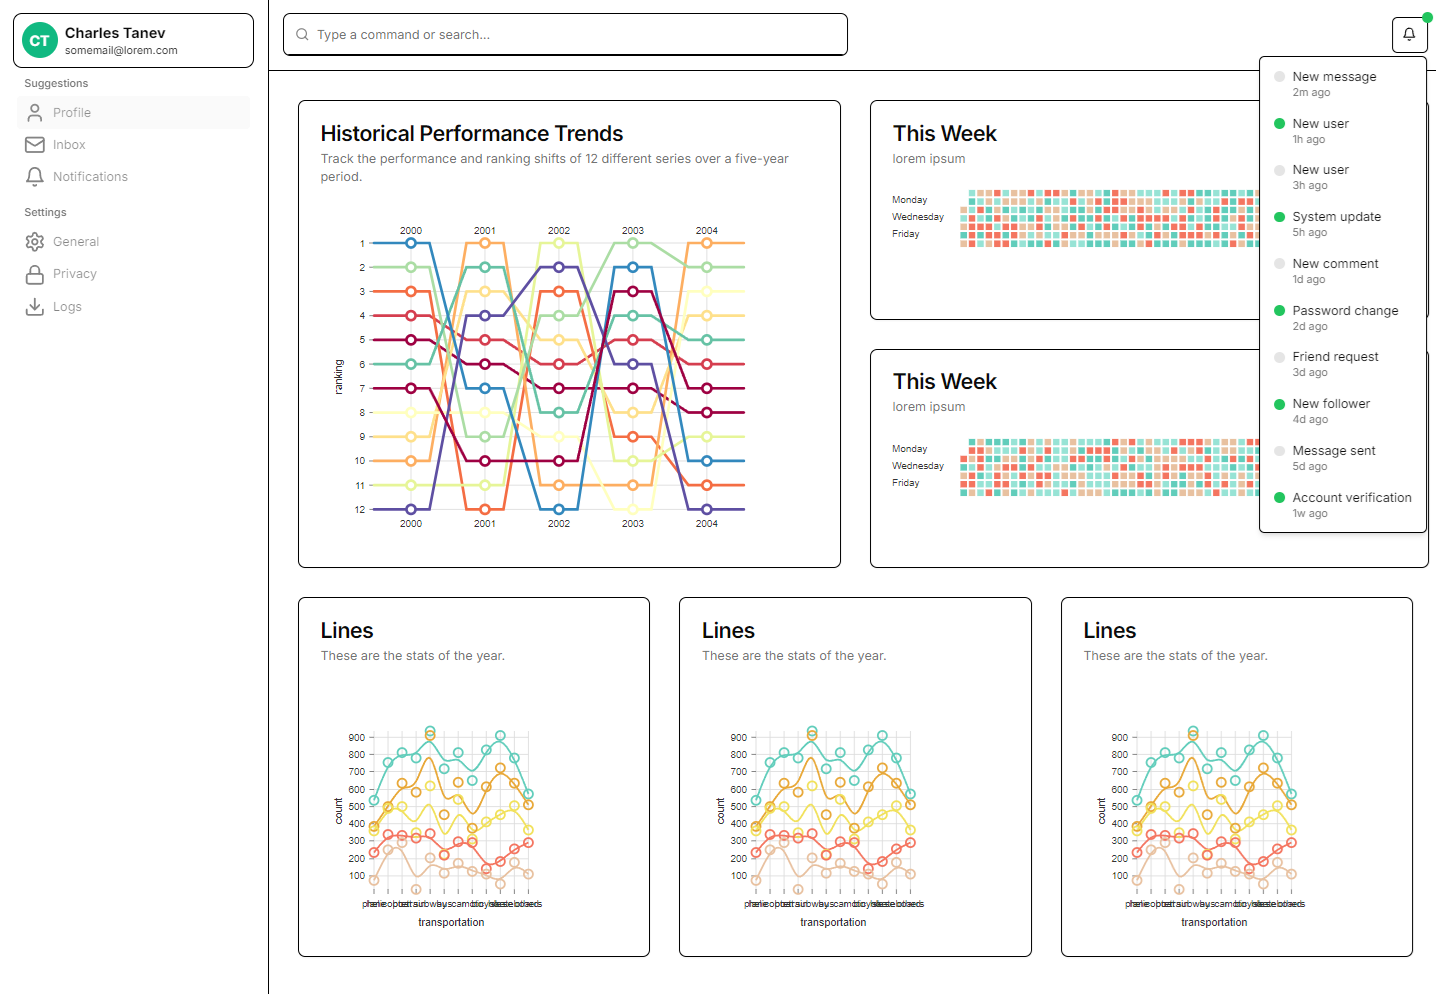 CT
Charles Tanev
somemail@lorem.com
Suggestions
Profile
Inbox
Notifications
Settings
General
Privacy
Logs
Type a command or search...
New message
2m ago
New user
1h ago
New user
3h ago
System update
5h ago
New comment
1d ago
Password change
2d ago
Friend request
3d ago
New follower
4d ago
Message sent
5d ago
Account verification
1w ago
Historical Performance Trends
Track the performance and ranking shifts of 12 different series over a five-year
period.
2000 2001 2002 2003 2004
1
2
3
4
5
6
7
8
9
10
11
12
ranking
2000 2001 2002 2003 2004
This Week
lorem ipsum
Monday
Wednesday
Friday
This Week
lorem ipsum
Monday
Wednesday
Friday
Lines
These are the stats of the year.
900
800
700
600
500
400
300
200
100
count
transportation
Lines
These are the stats of the year.
900
800
700
600
500
400
300
200
100
count
transportation
Lines
These are the stats of the year.
900
800
700
600
500
400
300
200
100
count
transportation